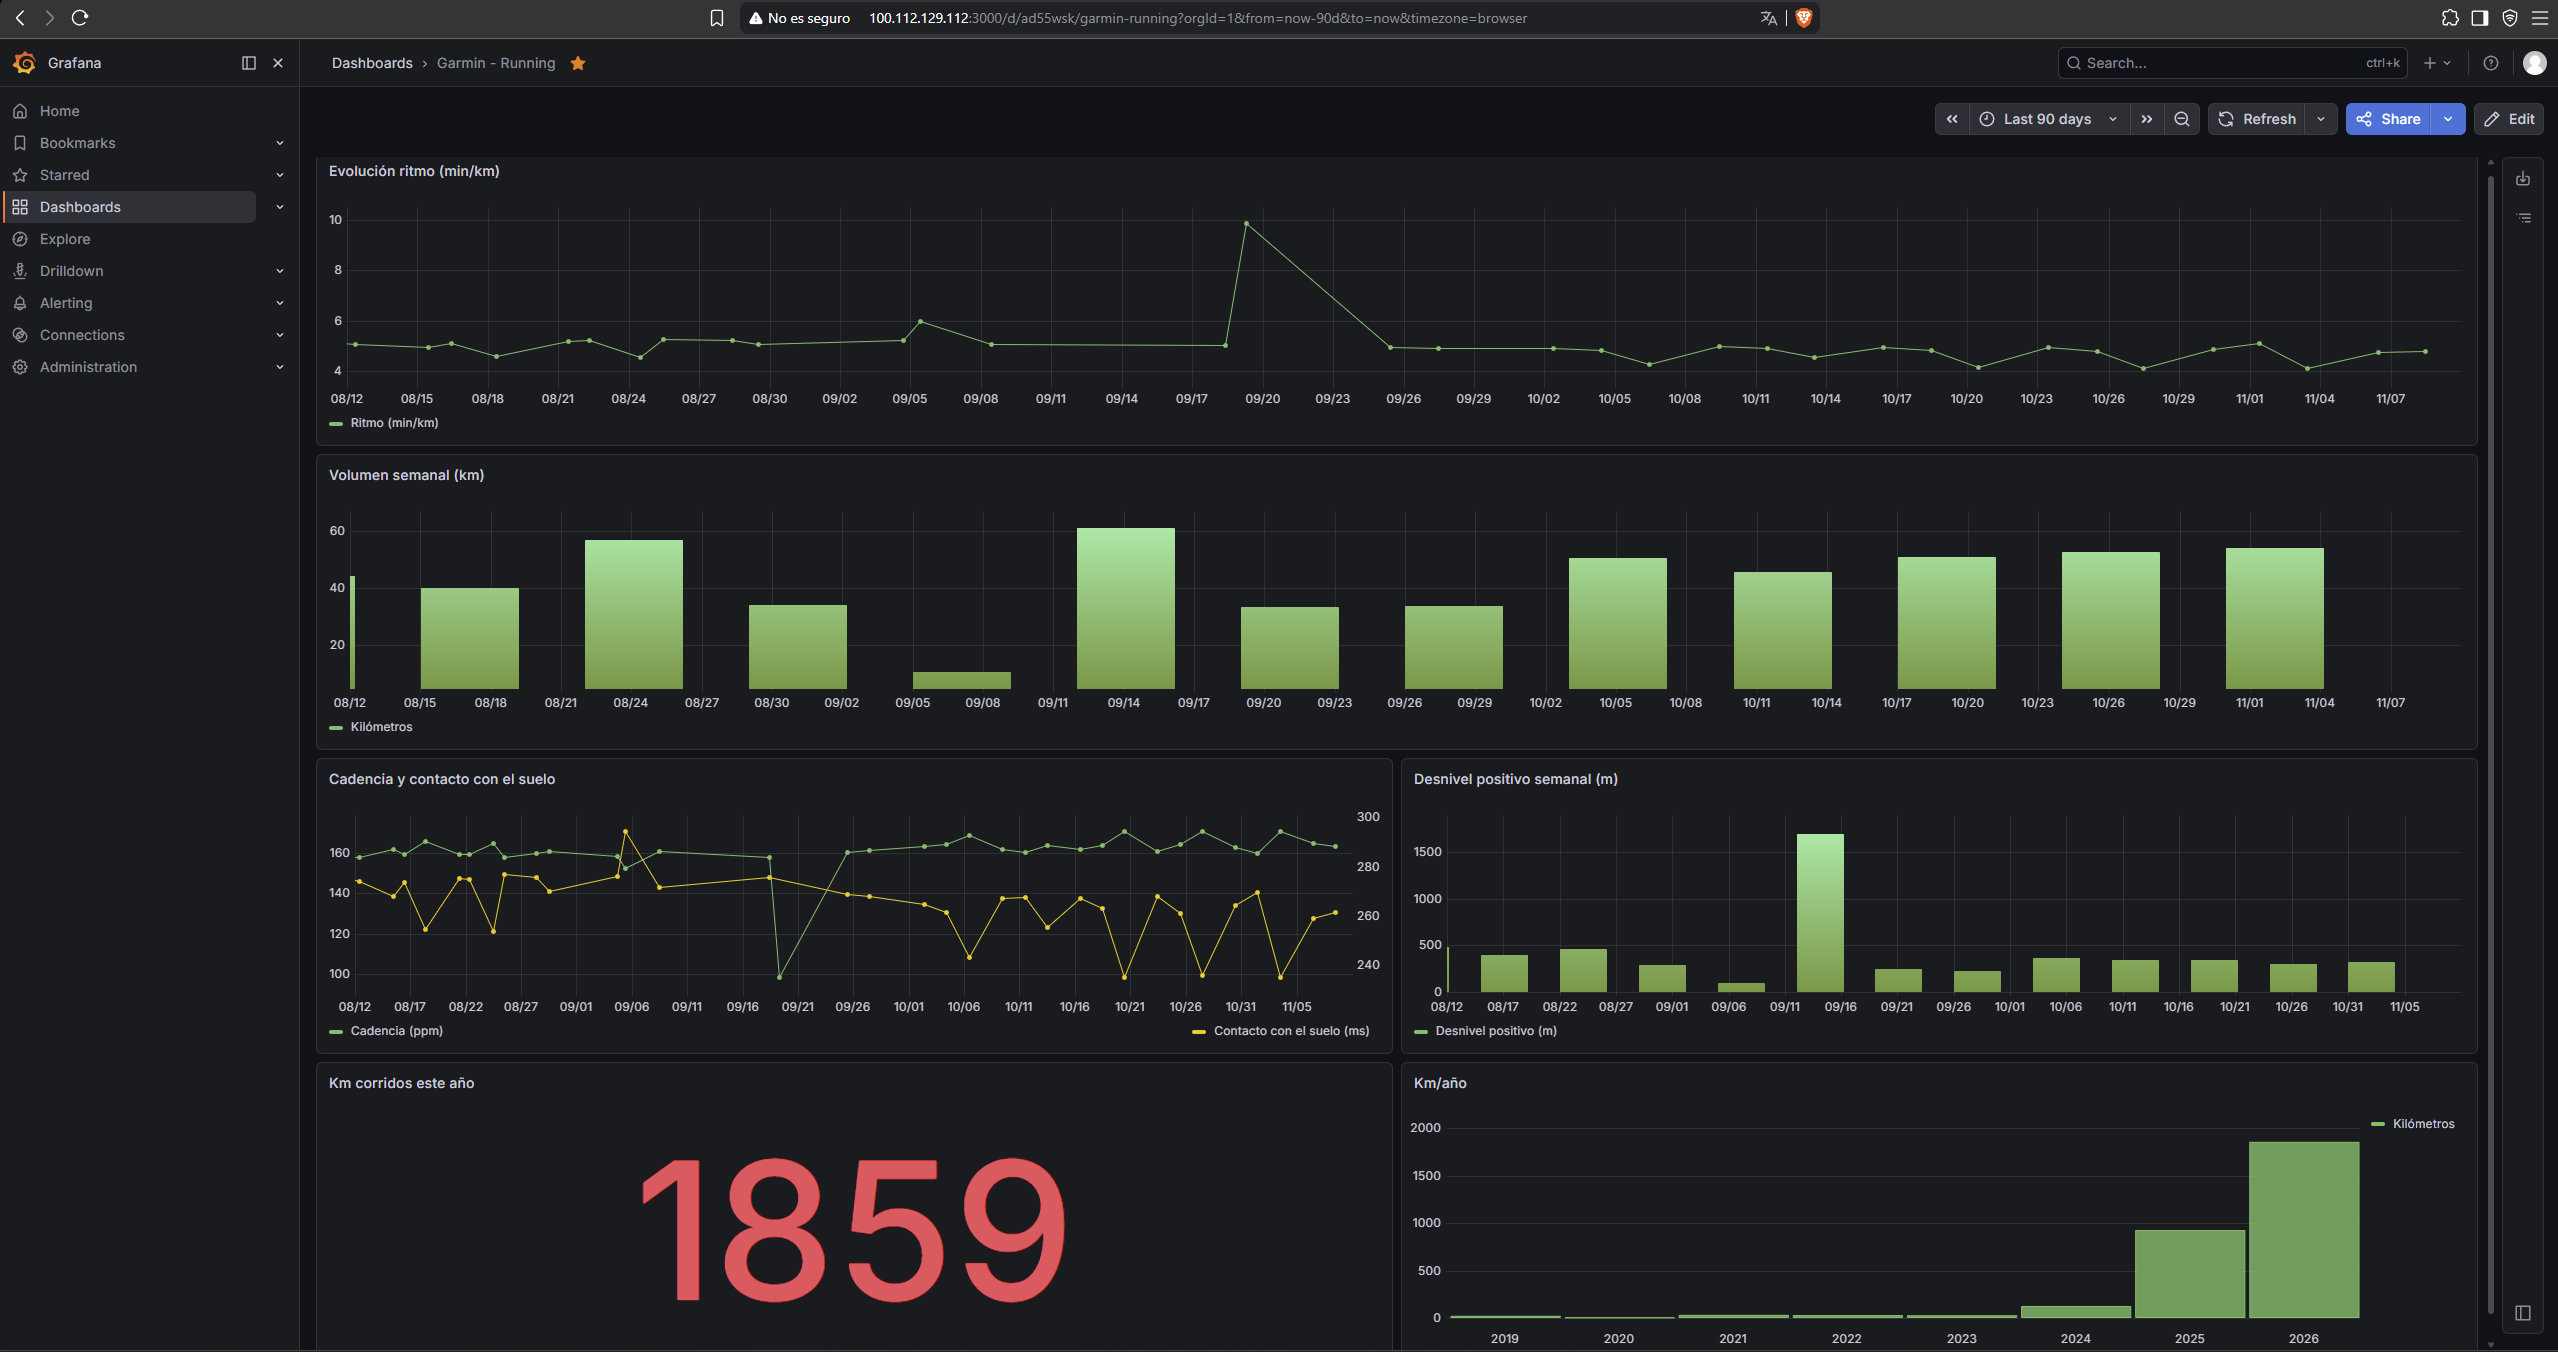 No es seguro 100.112.129.112:3000/d/ad55wsk/garmin-running?orgId=1&from=now-90d&to=now&timezone=browser
Grafana
Dashboards › Garmin - Running
Search... ctrl+k
Home
Bookmarks
Starred
Dashboards
Explore
Drilldown
Alerting
Connections
Administration
Last 90 days
Refresh
Share
Edit
Evolución ritmo (min/km)
10
8
6
4
08/12 08/15 08/18 08/21 08/24 08/27 08/30 09/02 09/05 09/08 09/11 09/14 09/17 09/20 09/23 09/26 09/29 10/02 10/05 10/08 10/11 10/14 10/17 10/20 10/23 10/26 10/29 11/01 11/04 11/07
Ritmo (min/km)
Volumen semanal (km)
60
40
20
08/12 08/15 08/18 08/21 08/24 08/27 08/30 09/02 09/05 09/08 09/11 09/14 09/17 09/20 09/23 09/26 09/29 10/02 10/05 10/08 10/11 10/14 10/17 10/20 10/23 10/26 10/29 11/01 11/04 11/07
Kilómetros
Cadencia y contacto con el suelo
160
140
120
100
300
280
260
240
08/12 08/17 08/22 08/27 09/01 09/06 09/11 09/16 09/21 09/26 10/01 10/06 10/11 10/16 10/21 10/26 10/31 11/05
Cadencia (ppm) Contacto con el suelo (ms)
Desnivel positivo semanal (m)
1500
1000
500
0
08/12 08/17 08/22 08/27 09/01 09/06 09/11 09/16 09/21 09/26 10/01 10/06 10/11 10/16 10/21 10/26 10/31 11/05
Desnivel positivo (m)
Km corridos este año
1859
Km/año
2000
1500
1000
500
0
2019 2020 2021 2022 2023 2024 2025 2026
Kilómetros